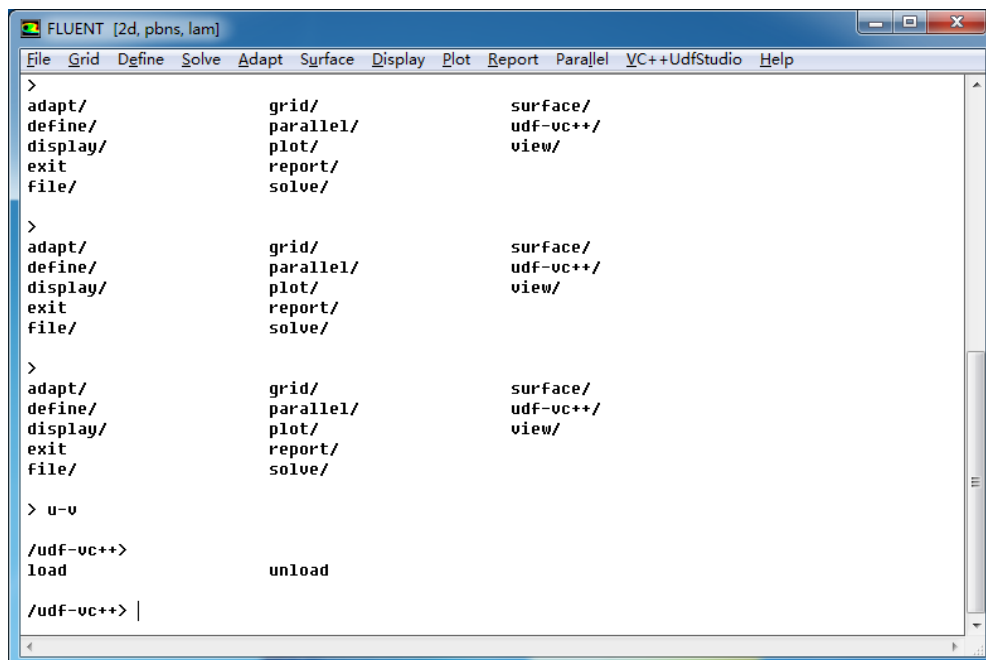 FLUENT [2d, pbns, lam]
File Grid Define Solve Adapt Surface Display Plot Report Parallel VC++UdfStudio Help
>
adapt/ grid/ surface/
define/ parallel/ udf-vc++/
display/ plot/ view/
exit report/
file/ solve/
>
adapt/ grid/ surface/
define/ parallel/ udf-vc++/
display/ plot/ view/
exit report/
file/ solve/
>
adapt/ grid/ surface/
define/ parallel/ udf-vc++/
display/ plot/ view/
exit report/
file/ solve/
> u-v
/udf-vc++>
load unload
/udf-vc++>